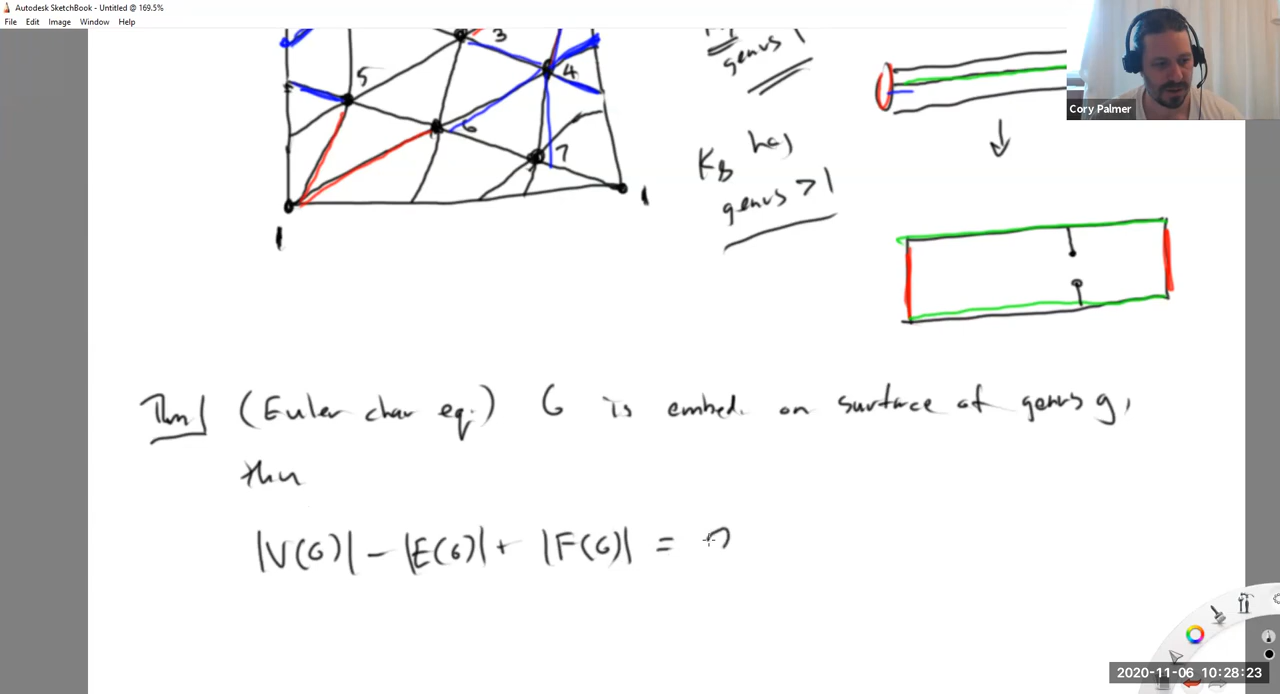 Autodesk SketchBook - Untitled @ 169.5%
File Edit Image Window Help
3
4
5
6
7
1
1
genus 1
K8 has
genus > 1
Cory Palmer
Thm (Euler char eq.) G is embed. on surface of genus g,
then
|V(G)| - |E(G)| + |F(G)| =
2020-11-06 10:28:23